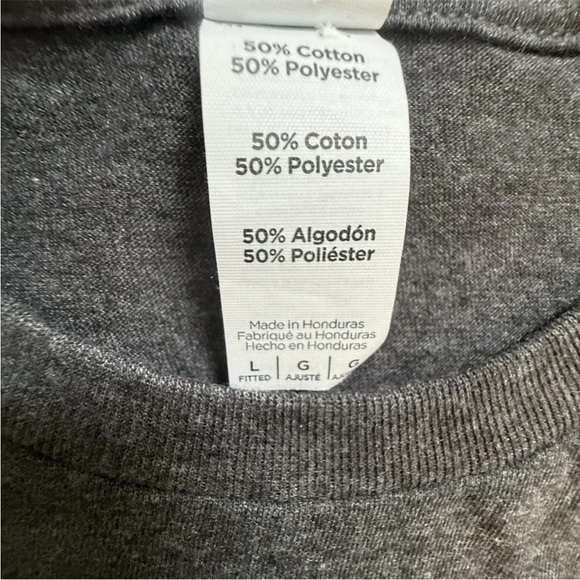 50% Cotton
50% Polyester
50% Coton
50% Polyester
50% Algodón
50% Poliéster
Made in Honduras
Fabriqué au Honduras
Hecho en Honduras
L | G | G
FITTED AJUSTÉ